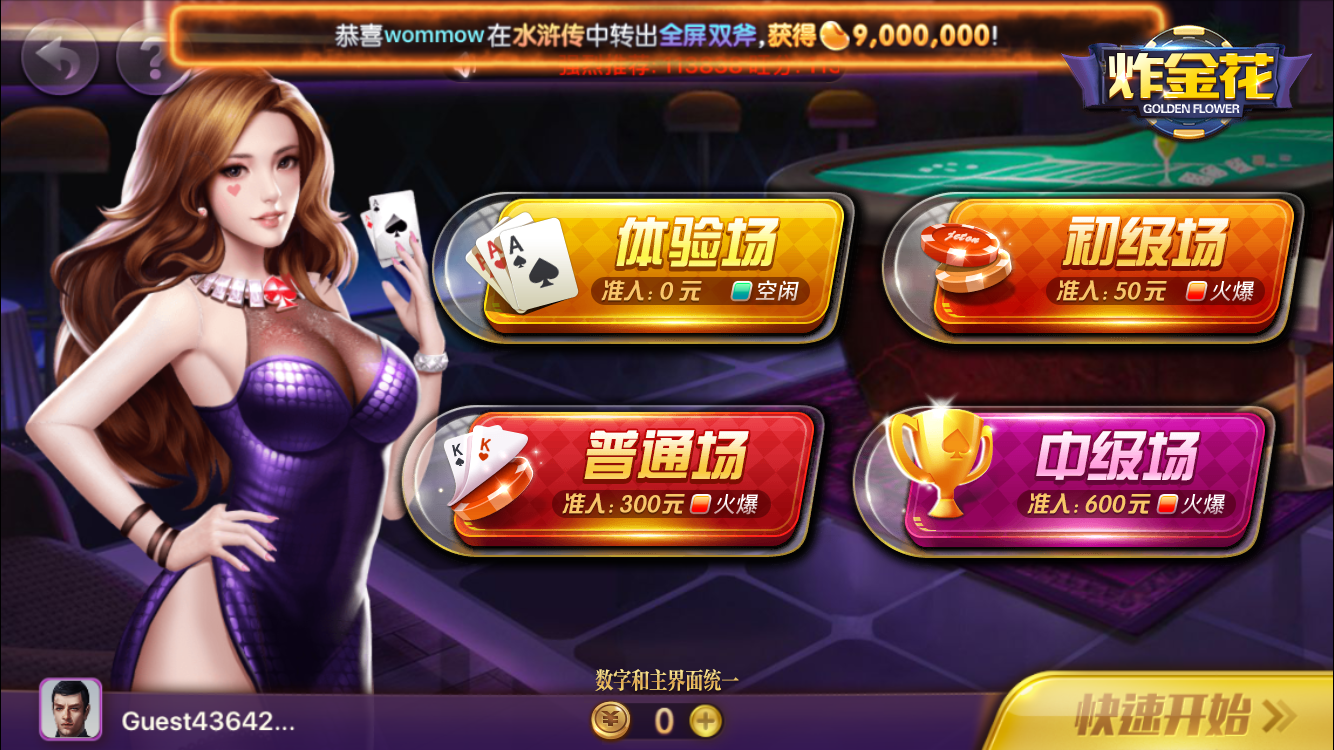 恭喜wommow在水浒传中转出全屏双斧,获得9,000,000!
?
炸金花
GOLDEN FLOWER
体验场
准入:0元 空闲
初级场
准入:50元 火爆
普通场
准入:300元 火爆
中级场
准入:600元 火爆
数字和主界面统一
Guest43642...
0
快速开始